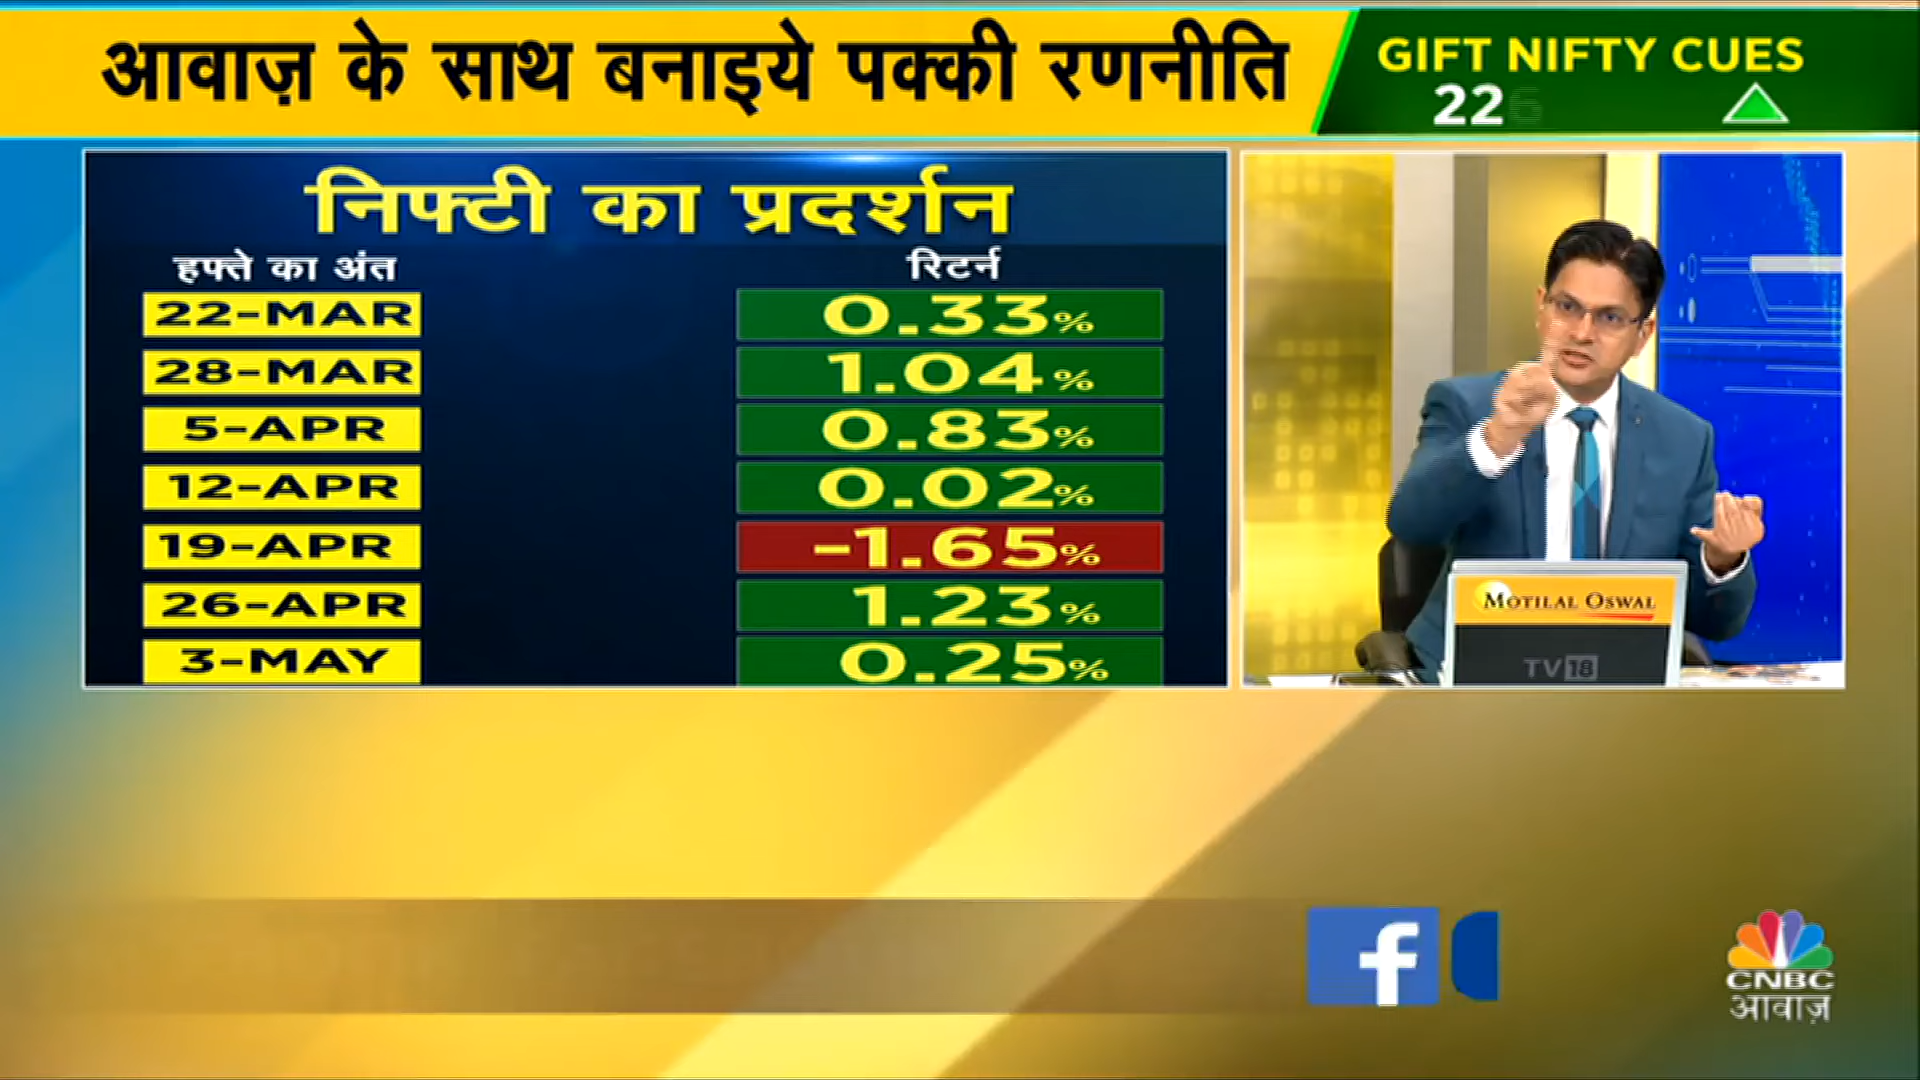 आवाज़ के साथ बनाइये पक्की रणनीति
GIFT NIFTY CUES
22
निफ्टी का प्रदर्शन
हफ्ते का अंत रिटर्न
22-MAR 0.33%
28-MAR 1.04%
5-APR 0.83%
12-APR 0.02%
19-APR -1.65%
26-APR 1.23%
3-MAY 0.25%
MOTILAL OSWAL
TV18
f
CNBC
आवाज़